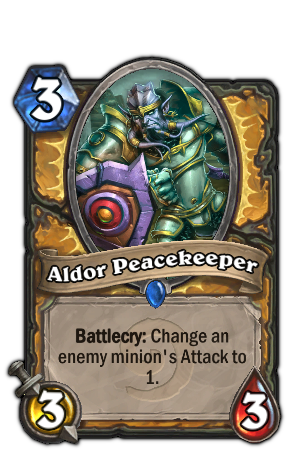 3
Aldor Peacekeeper
Battlecry: Change an
enemy minion's Attack to
1.
3
3